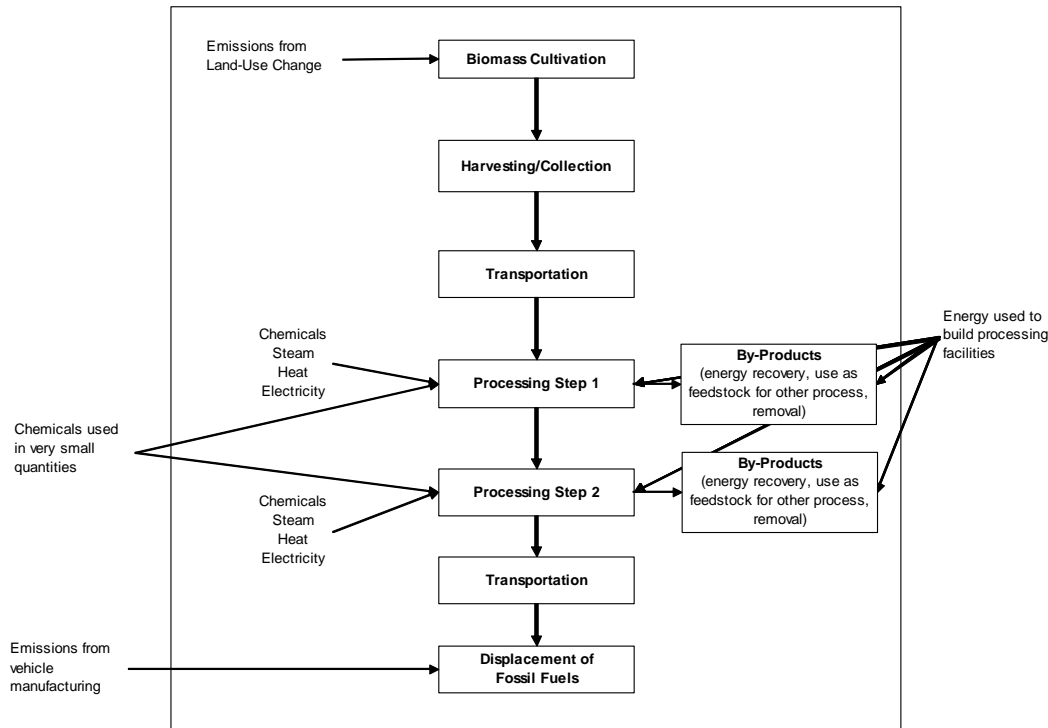 Emissions from
Land-Use Change
Biomass Cultivation
Harvesting/Collection
Transportation
Chemicals
Steam
Heat
Electricity
Processing Step 1
By-Products
(energy recovery, use as
feedstock for other process,
removal)
Energy used to
build processing
facilities
Chemicals used
in very small
quantities
Processing Step 2
By-Products
(energy recovery, use as
feedstock for other process,
removal)
Chemicals
Steam
Heat
Electricity
Transportation
Emissions from
vehicle
manufacturing
Displacement of
Fossil Fuels